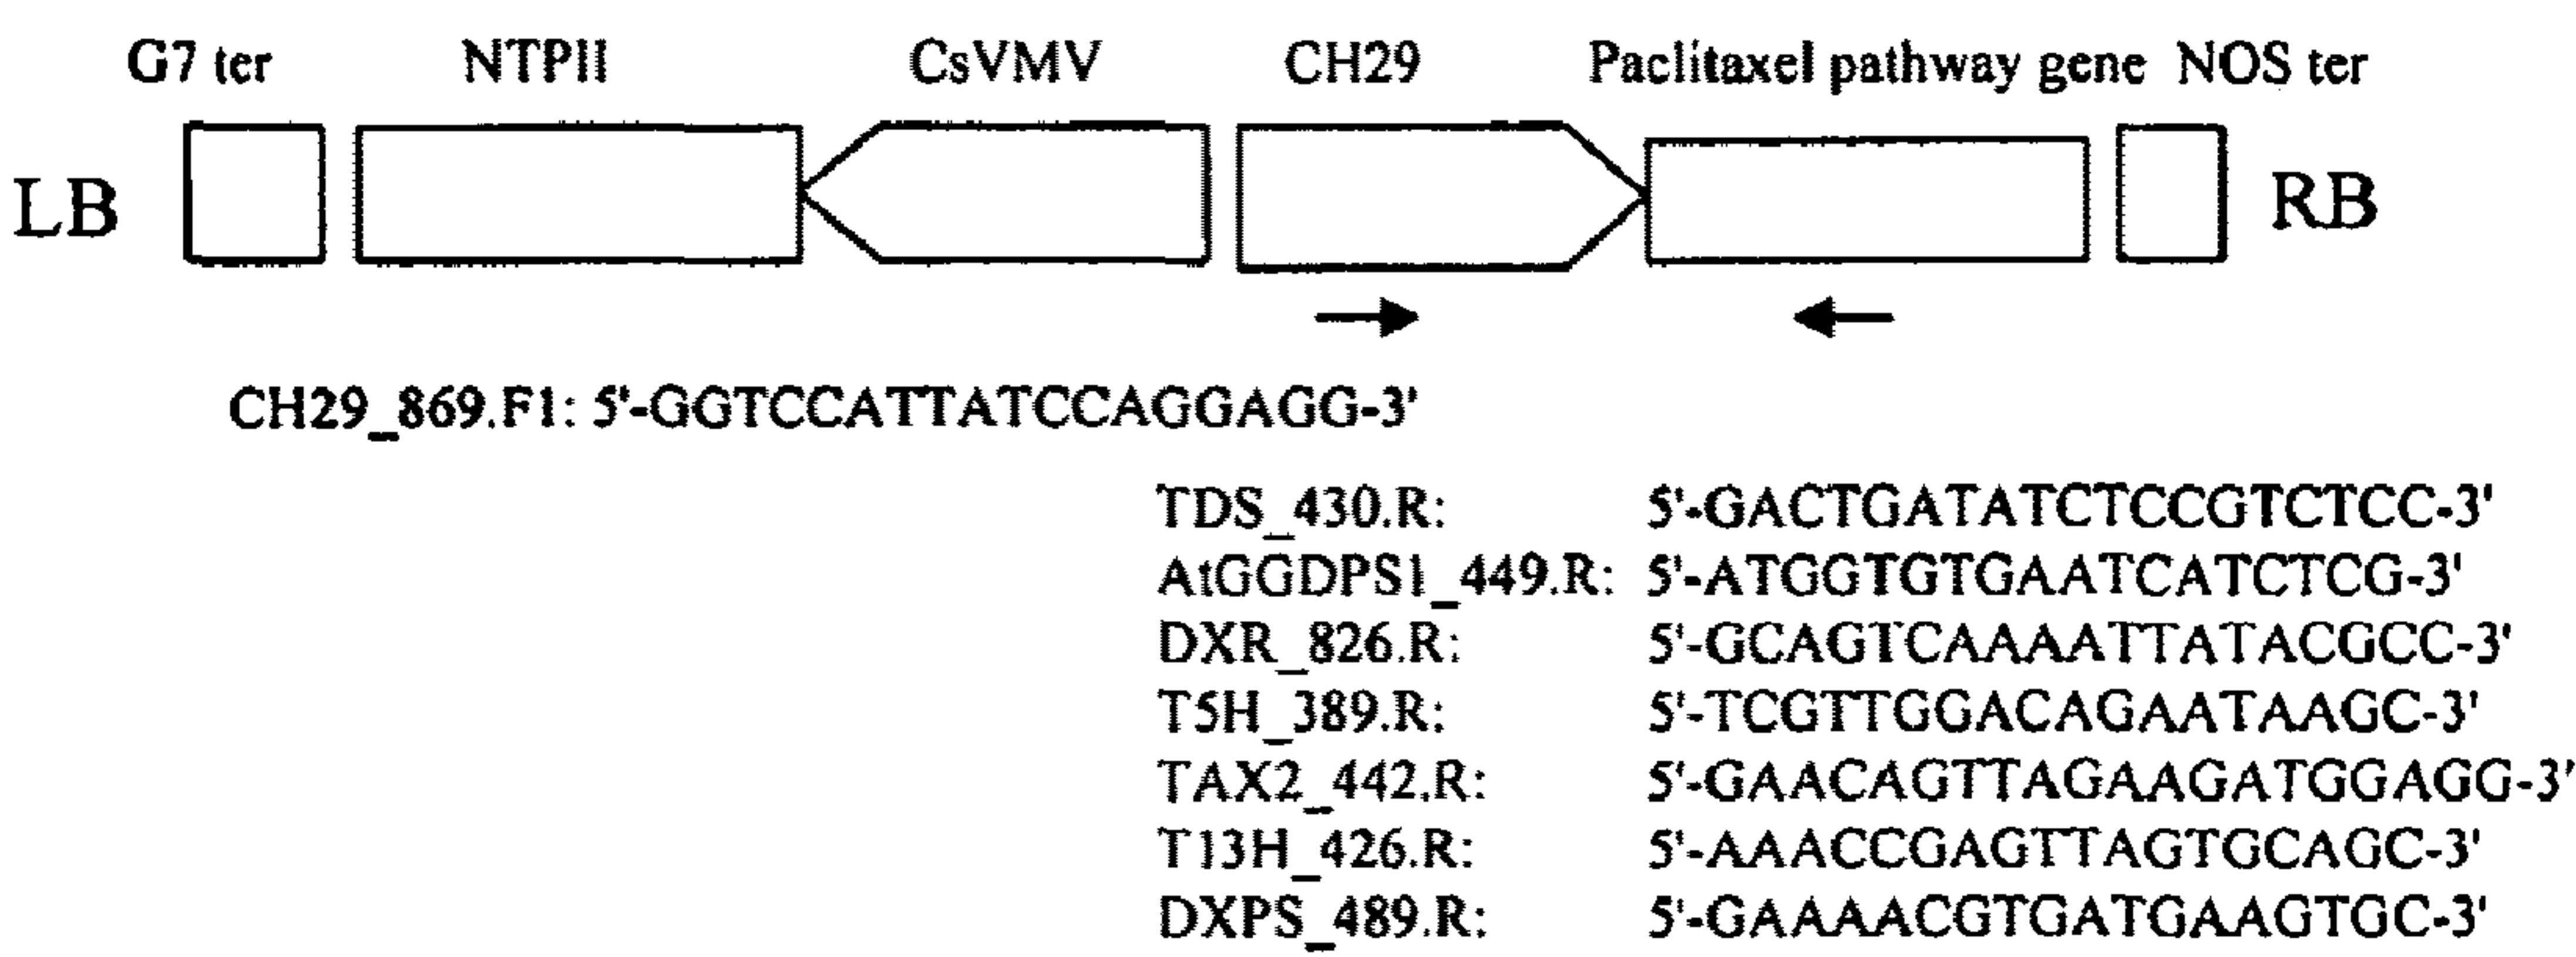 G7 ter NTPII CsVMV CH29 Paclitaxel pathway gene NOS ter
LB RB
CH29_869.F1: 5'-GGTCCATTATCCAGGAGG-3'
TDS_430.R: 5'-GACTGATATCTCCGTCTCC-3'
AtGGDPS1_449.R: 5'-ATGGTGTGAATCATCTCG-3'
DXR_826.R: 5'-GCAGTCAAAATTATACGCC-3'
T5H_389.R: 5'-TCGTTGGACAGAATAAGC-3'
TAX2_442.R: 5'-GAACAGTTAGAAGATGGAGG-3'
T13H_426.R: 5'-AAACCGAGTTAGTGCAGC-3'
DXPS_489.R: 5'-GAAAACGTGATGAAGTGC-3'